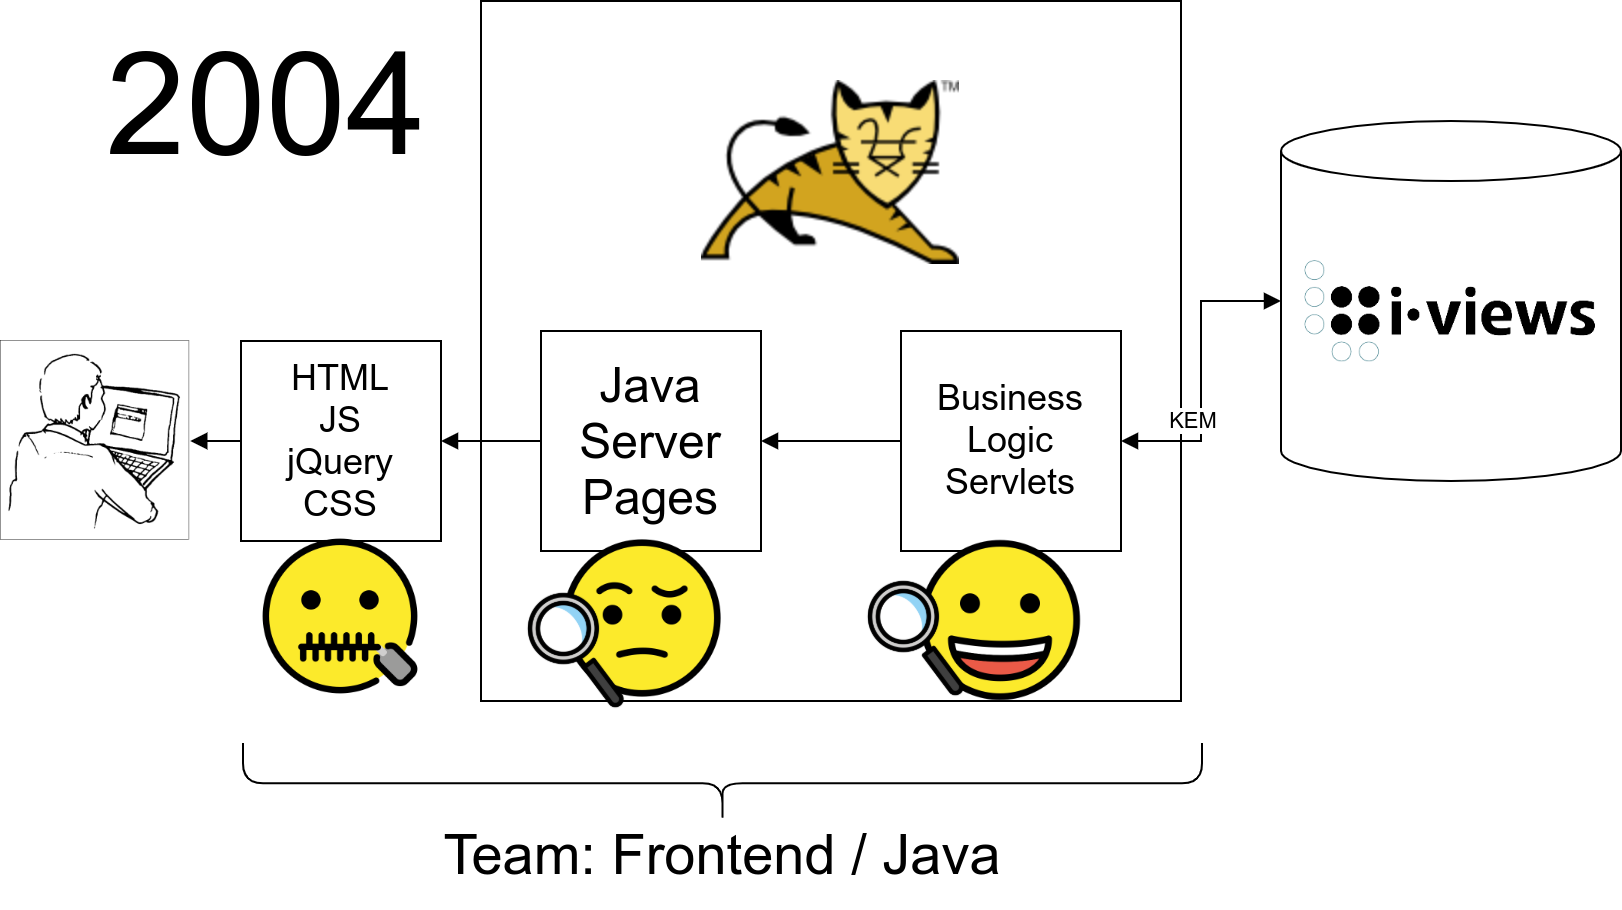 2004
TM
i·views
HTML
JS
jQuery
CSS
Java
Server
Pages
Business
Logic
Servlets
KEM
Team: Frontend / Java